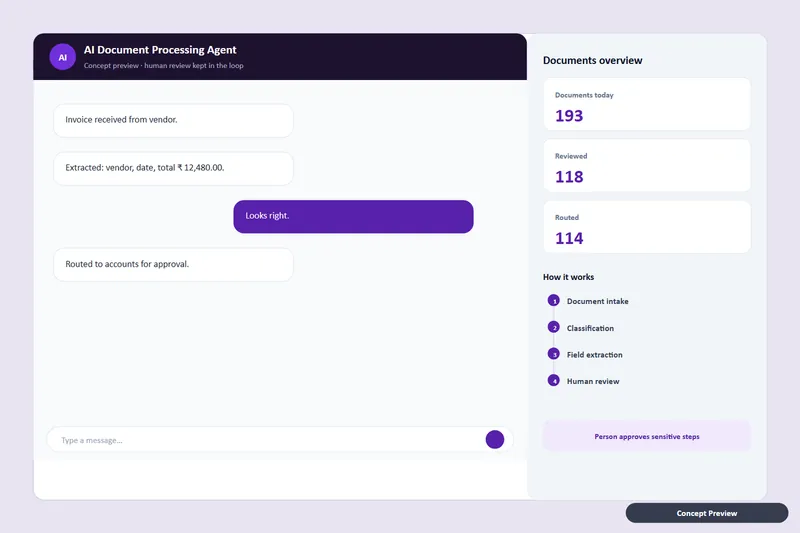 AI
AI Document Processing Agent
Concept preview · human review kept in the loop
Invoice received from vendor.
Extracted: vendor, date, total ₹ 12,480.00.
Looks right.
Routed to accounts for approval.
Type a message...
Documents overview
Documents today
193
Reviewed
118
Routed
114
How it works
1 Document intake
2 Classification
3 Field extraction
4 Human review
Person approves sensitive steps
Concept Preview